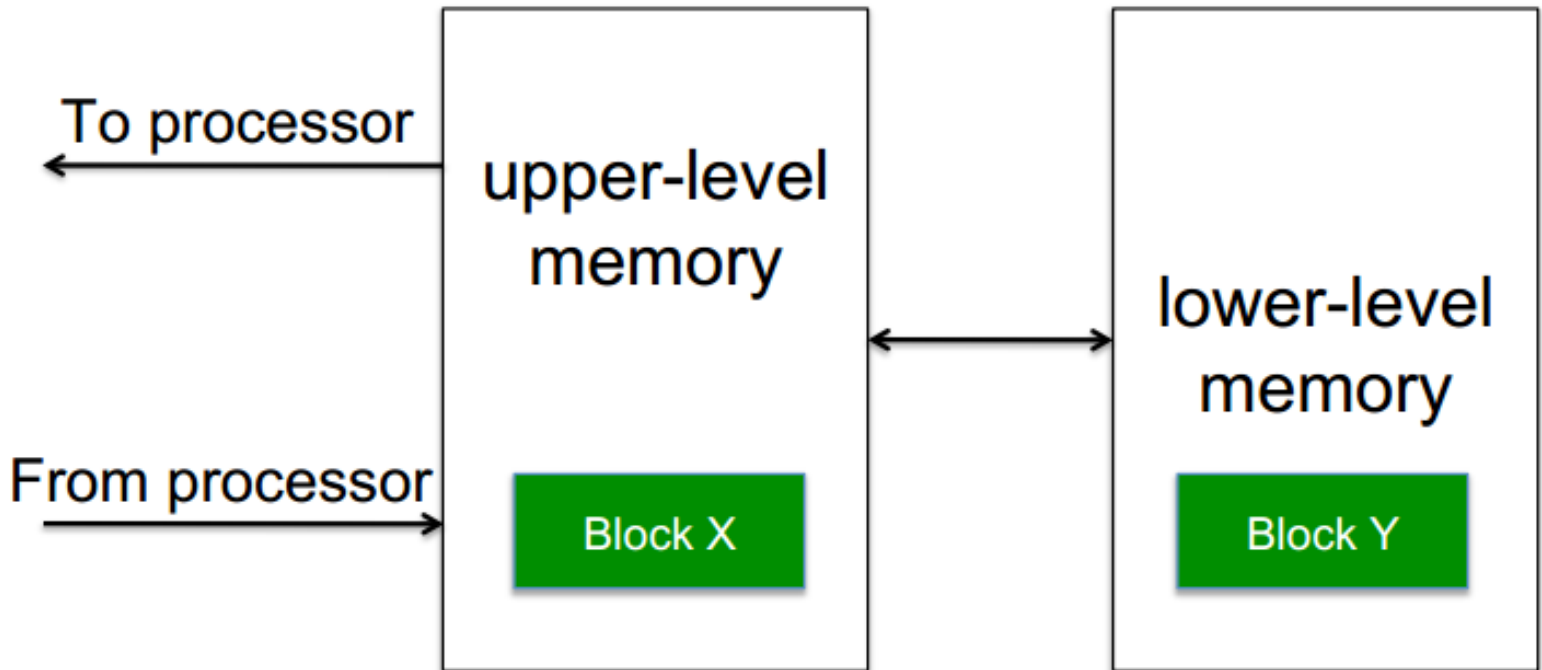 To processor
upper-level
memory
lower-level
memory
From processor
Block X
Block Y